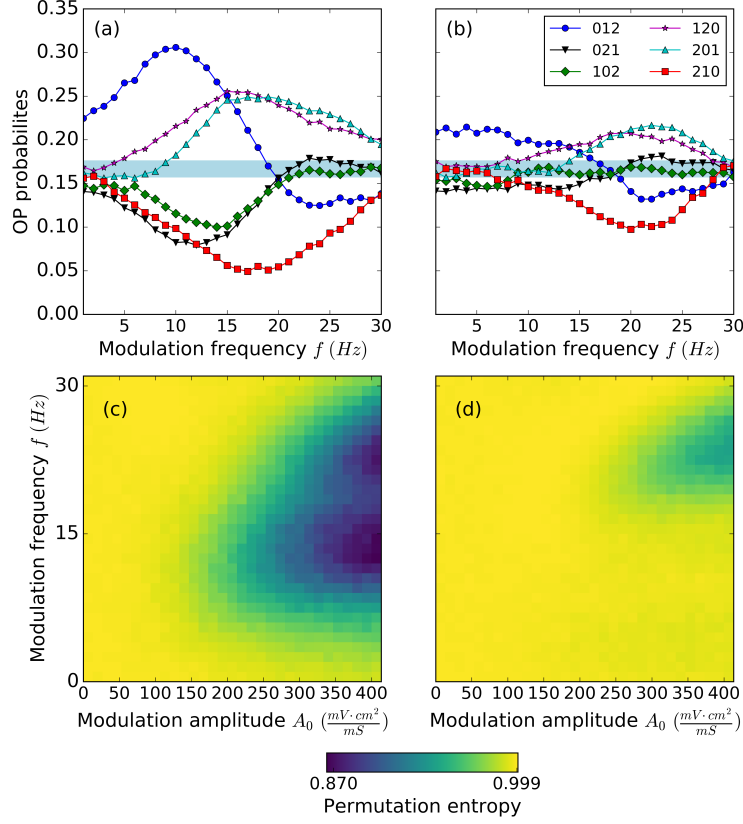 (a)
(b)
012
021
102
120
201
210
OP probabilites
0.35
0.30
0.25
0.20
0.15
0.10
0.05
0.00
5 10 15 20 25 30
5 10 15 20 25 30
Modulation frequency f (Hz)
Modulation frequency f (Hz)
(c)
(d)
Modulation frequency f (Hz)
30
15
0
0 50 100 150 200 250 300 350 400
0 50 100 150 200 250 300 350 400
Modulation amplitude A₀ (mV·cm²/mS)
Modulation amplitude A₀ (mV·cm²/mS)
0.870 0.999
Permutation entropy